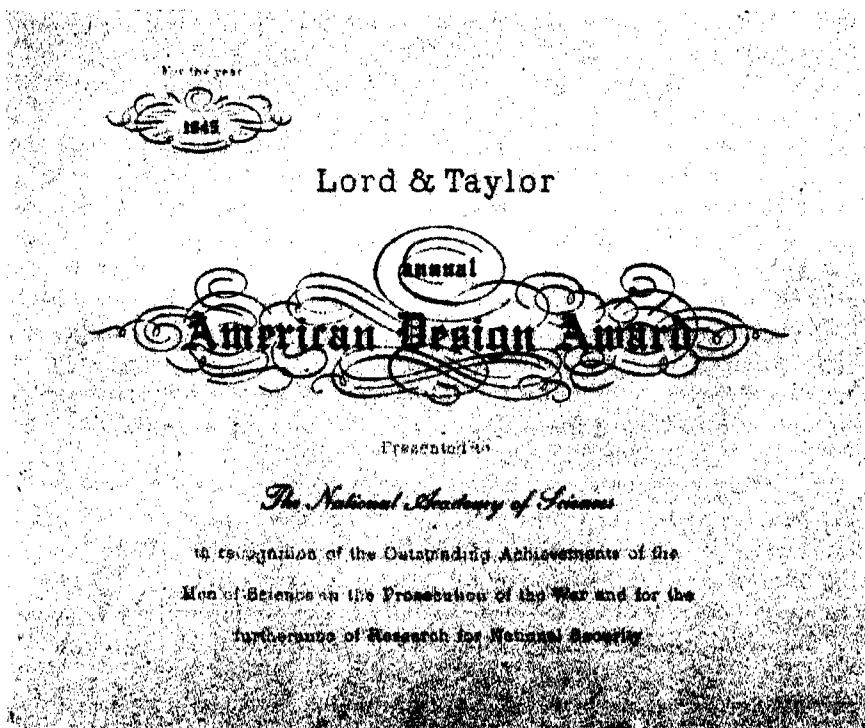 For the year
1945
Lord & Taylor
annual
American Design Award
Presented to
The National Academy of Sciences
in recognition of the Outstanding Achievements of the
Men of Science in the Prosecution of the War and for the
furtherance of Research for National Security